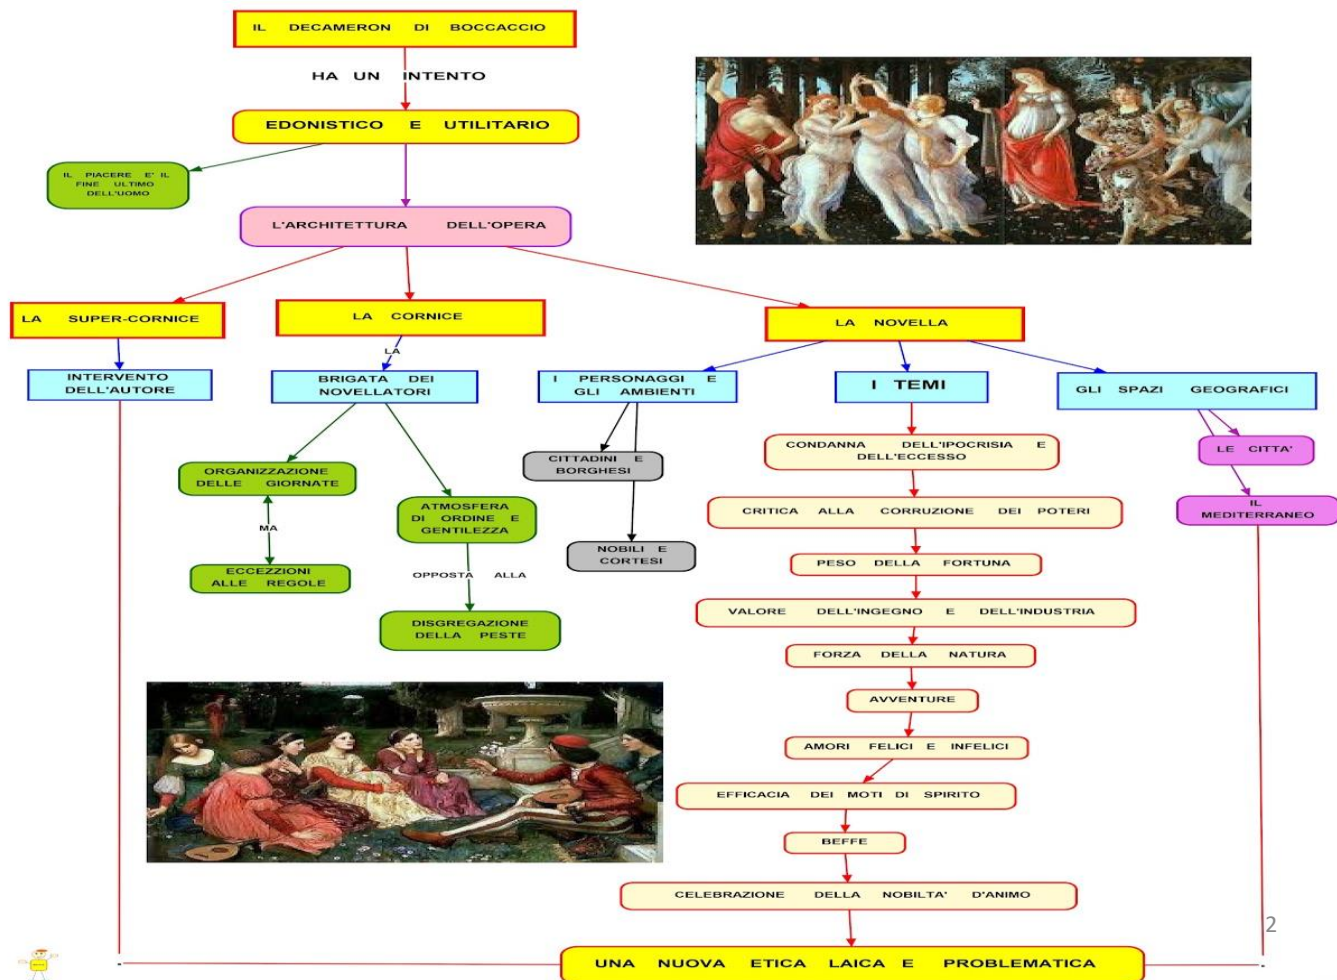 IL DECAMERON DI BOCCACCIO
HA UN INTENTO
EDONISTICO E UTILITARIO
IL PIACERE E' IL
FINE ULTIMO
DELL'UOMO
L'ARCHITETTURA DELL'OPERA
LA SUPER-CORNICE
LA CORNICE
LA NOVELLA
LA
INTERVENTO
DELL'AUTORE
BRIGATA DEI
NOVELLATORI
I PERSONAGGI E
GLI AMBIENTI
I TEMI
GLI SPAZI GEOGRAFICI
ORGANIZZAZIONE
DELLE GIORNATE
MA
ECCEZZIONI
ALLE REGOLE
ATMOSFERA
DI ORDINE E
GENTILEZZA
OPPOSTA ALLA
DISGREGAZIONE
DELLA PESTE
CITTADINI E
BORGHESI
NOBILI E
CORTESI
CONDANNA DELL'IPOCRISIA E
DELL'ECCESSO
CRITICA ALLA CORRUZIONE DEI POTERI
PESO DELLA FORTUNA
VALORE DELL'INGEGNO E DELL'INDUSTRIA
FORZA DELLA NATURA
AVVENTURE
AMORI FELICI E INFELICI
EFFICACIA DEI MOTI DI SPIRITO
BEFFE
CELEBRAZIONE DELLA NOBILTA' D'ANIMO
LE CITTA'
IL
MEDITERRANEO
UNA NUOVA ETICA LAICA E PROBLEMATICA
2